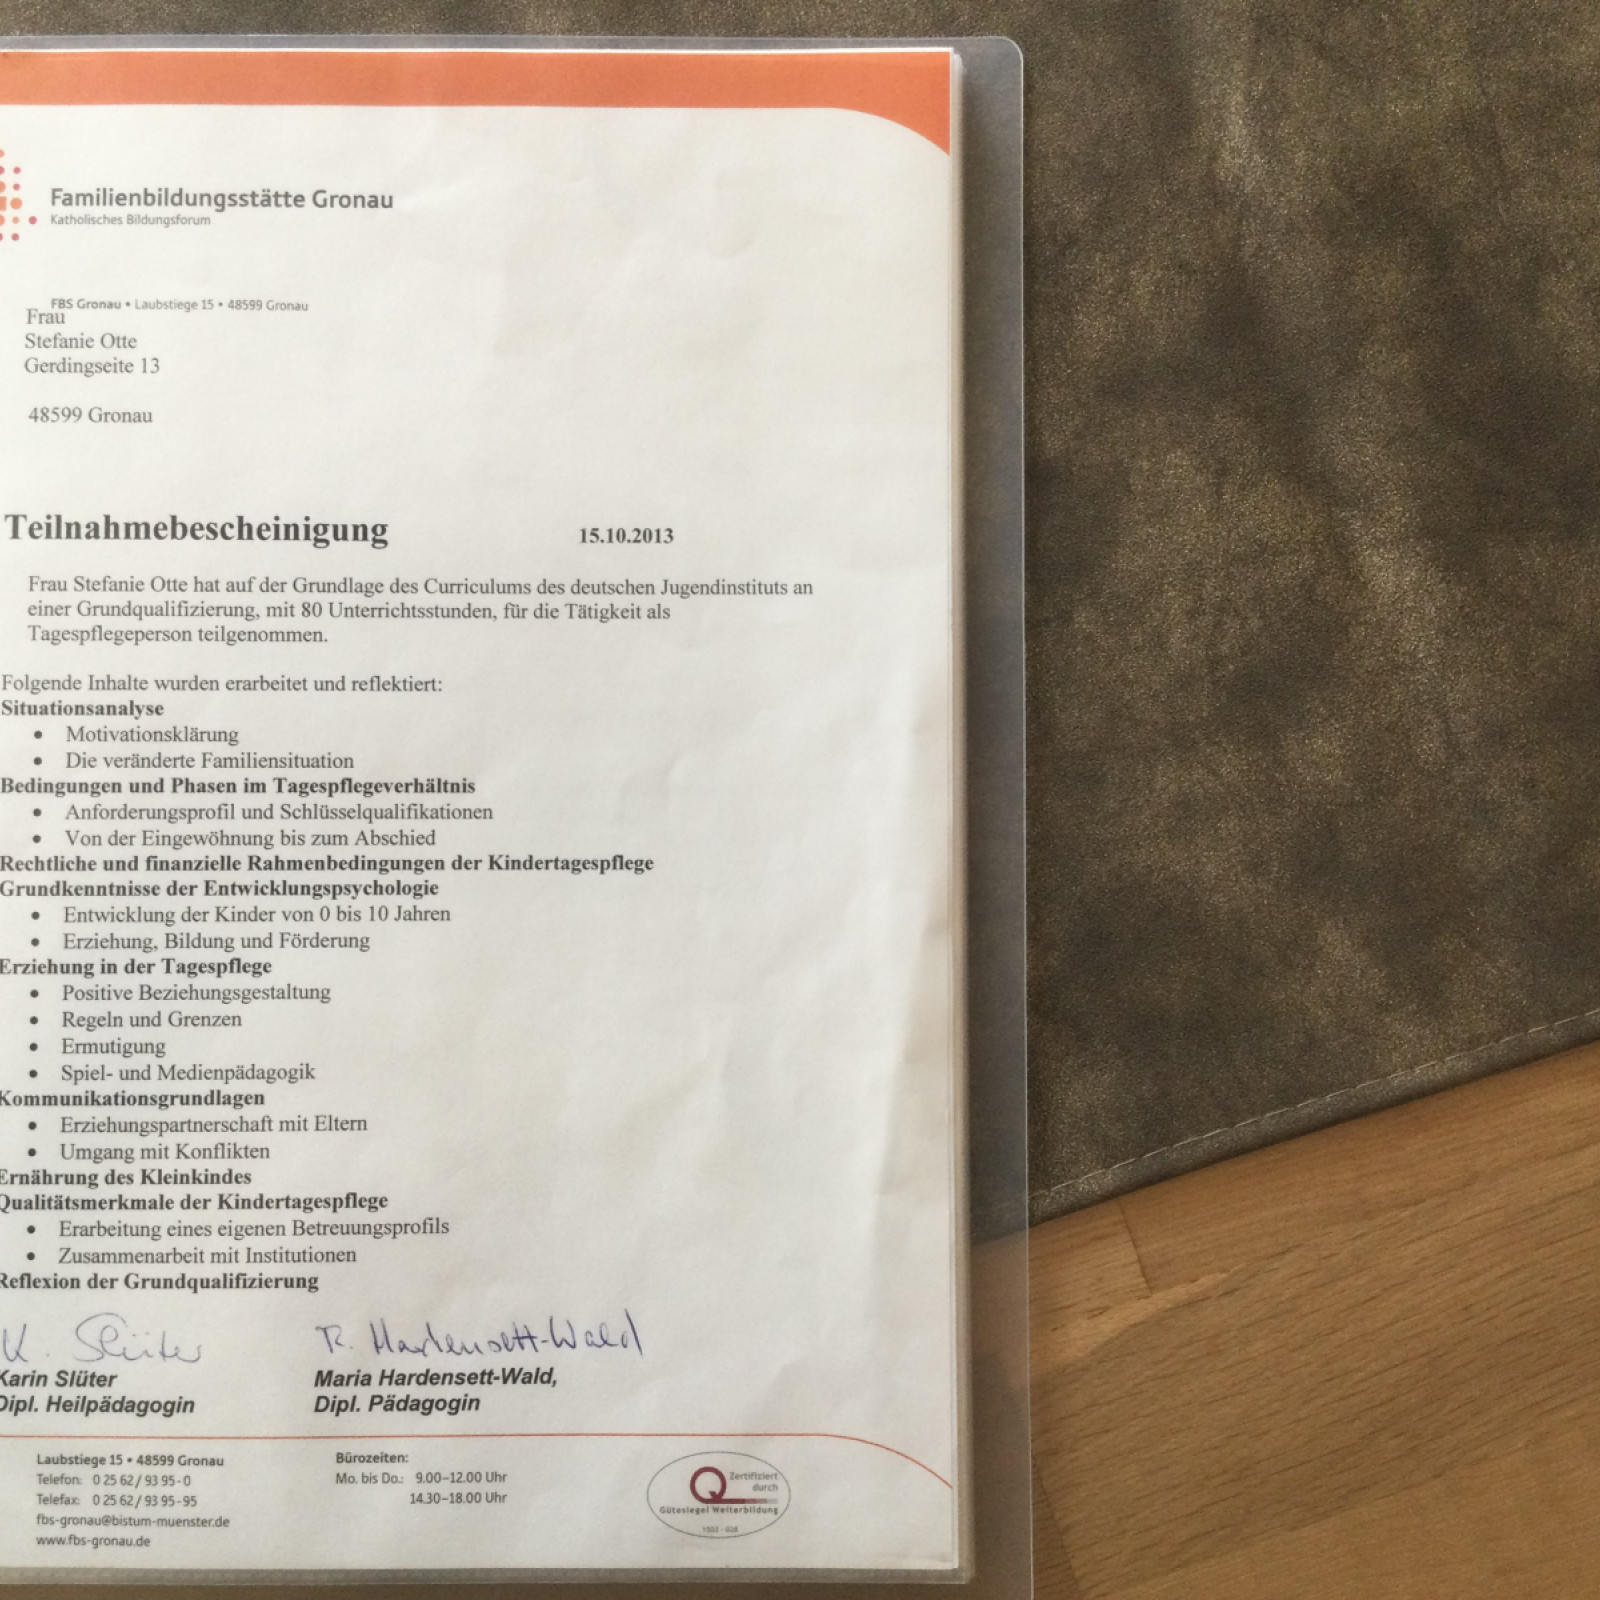 Familienbildungsstätte Gronau
Katholisches Bildungsforum
FBS Gronau • Laubstiege 15 • 48599 Gronau
Frau
Stefanie Otte
Gerdingseite 13
48599 Gronau
Teilnahmebescheinigung 15.10.2013
Frau Stefanie Otte hat auf der Grundlage des Curriculums des deutschen Jugendinstituts an
einer Grundqualifizierung, mit 80 Unterrichtsstunden, für die Tätigkeit als
Tagespflegeperson teilgenommen.
Folgende Inhalte wurden erarbeitet und reflektiert:
Situationsanalyse
• Motivationsklärung
• Die veränderte Familiensituation
Bedingungen und Phasen im Tagespflegeverhältnis
• Anforderungsprofil und Schlüsselqualifikationen
• Von der Eingewöhnung bis zum Abschied
Rechtliche und finanzielle Rahmenbedingungen der Kindertagespflege
Grundkenntnisse der Entwicklungspsychologie
• Entwicklung der Kinder von 0 bis 10 Jahren
• Erziehung, Bildung und Förderung
Erziehung in der Tagespflege
• Positive Beziehungsgestaltung
• Regeln und Grenzen
• Ermutigung
• Spiel- und Medienpädagogik
Kommunikationsgrundlagen
• Erziehungspartnerschaft mit Eltern
• Umgang mit Konflikten
Ernährung des Kleinkindes
Qualitätsmerkmale der Kindertagespflege
• Erarbeitung eines eigenen Betreuungsprofils
• Zusammenarbeit mit Institutionen
Reflexion der Grundqualifizierung
K. Slüter Hardensett-Wald
Karin Slüter Maria Hardensett-Wald,
Dipl. Heilpädagogin Dipl. Pädagogin
Laubstiege 15 • 48599 Gronau
Telefon: 0 25 62 / 93 95-0
Telefax: 0 25 62 / 93 95-95
fbs-gronau@bistum-muenster.de
www.fbs-gronau.de
Bürozeiten:
Mo. bis Do.: 9.00–12.00 Uhr
14.30–18.00 Uhr
Zertifiziert
durch
Gütesiegel Weiterbildung